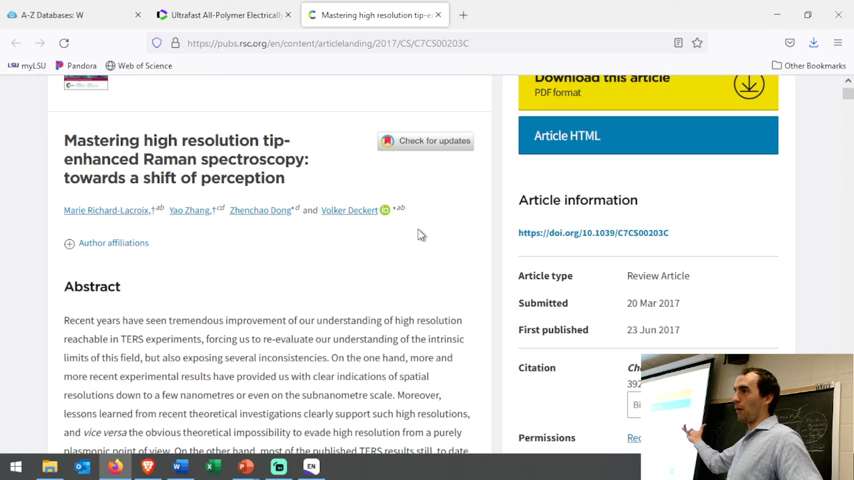 A-Z Databases: W
Ultrafast All-Polymer Electrically
Mastering high resolution tip-e
https://pubs.rsc.org/en/content/articlelanding/2017/CS/C7CS00203C
LSU myLSU Pandora Web of Science Other Bookmarks
Download this article
PDF format
Article HTML
Mastering high resolution tip-
enhanced Raman spectroscopy:
towards a shift of perception
Check for updates
Marie Richard-Lacroix,†ab Yao Zhang,†cd Zhenchao Dong*d and Volker Deckert iD *ab
Author affiliations
Abstract
Recent years have seen tremendous improvement of our understanding of high resolution
reachable in TERS experiments, forcing us to re-evaluate our understanding of the intrinsic
limits of this field, but also exposing several inconsistencies. On the one hand, more and
more recent experimental results have provided us with clear indications of spatial
resolutions down to a few nanometres or even on the subnanometre scale. Moreover,
lessons learned from recent theoretical investigations clearly support such high resolutions,
and vice versa the obvious theoretical impossibility to evade high resolution from a purely
plasmonic point of view. On the other hand, most of the published TERS results still, to date
Article information
https://doi.org/10.1039/C7CS00203C
Article type Review Article
Submitted 20 Mar 2017
First published 23 Jun 2017
Citation
392
Permissions
EN